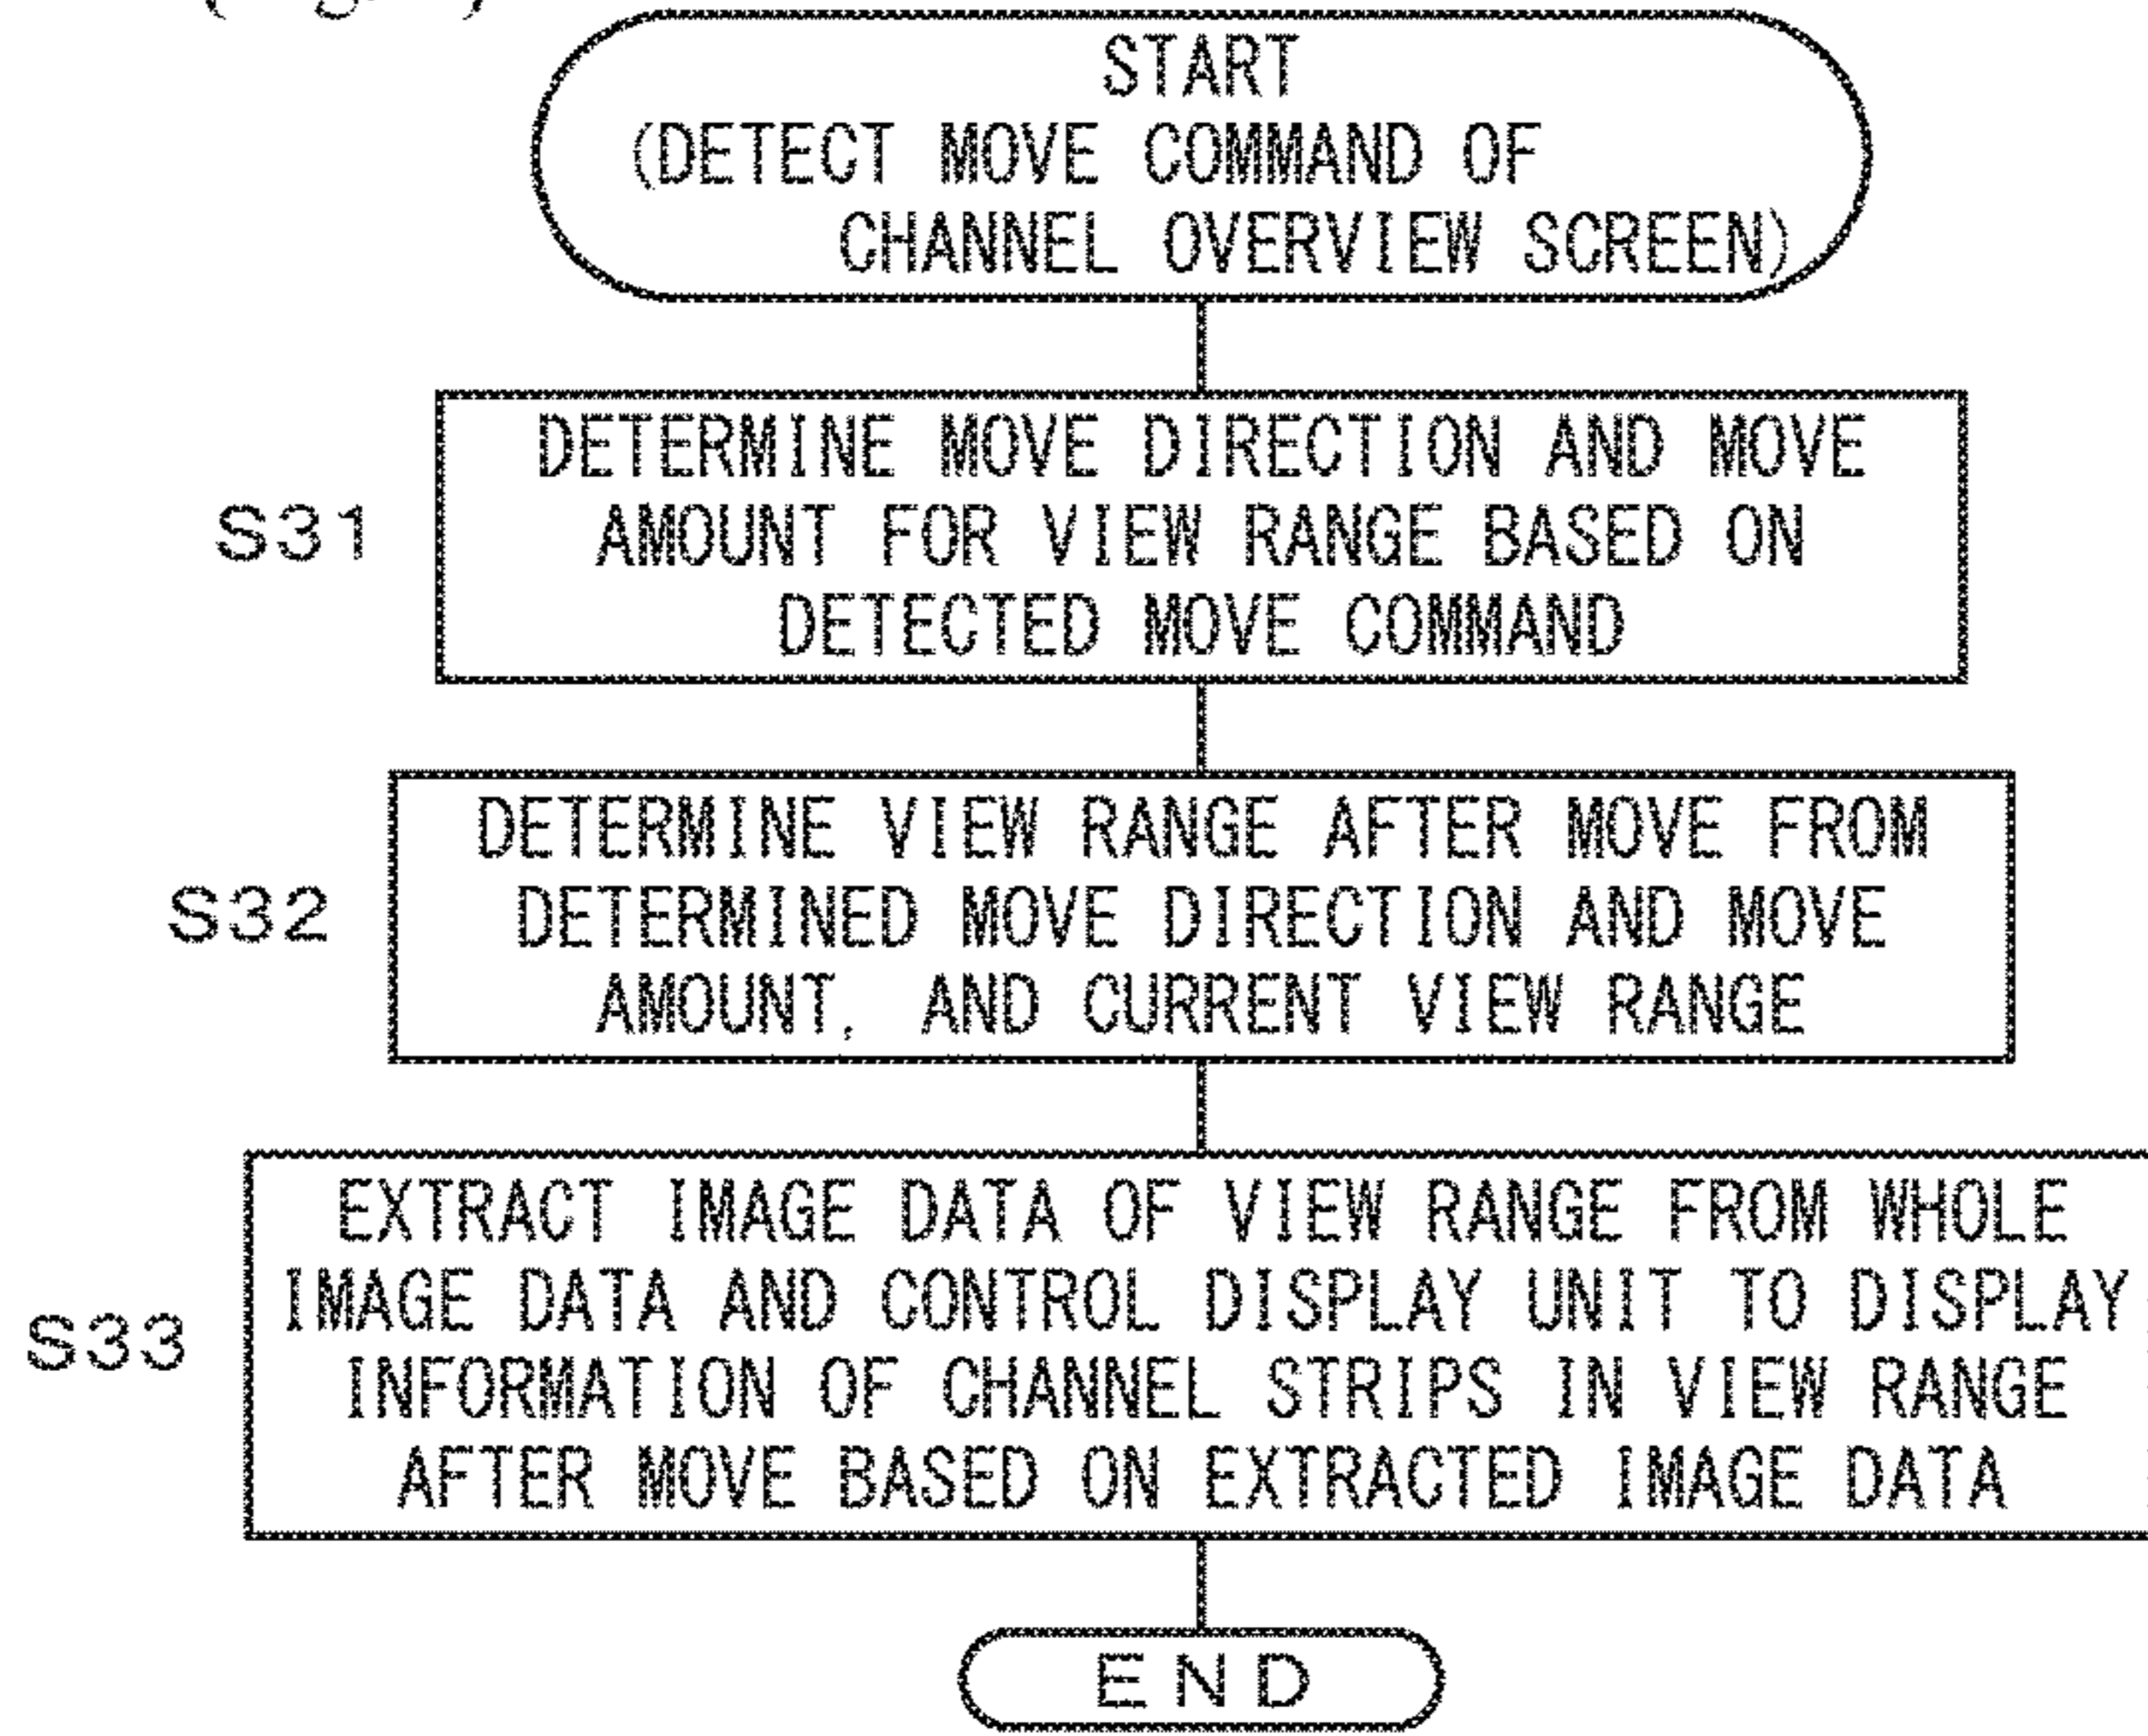 START
(DETECT MOVE COMMAND OF
CHANNEL OVERVIEW SCREEN)
DETERMINE MOVE DIRECTION AND MOVE
S31
AMOUNT FOR VIEW RANGE BASED ON
DETECTED MOVE COMMAND
DETERMINE VIEW RANGE AFTER MOVE FROM
S32
DETERMINED MOVE DIRECTION AND MOVE
AMOUNT, AND CURRENT VIEW RANGE
EXTRACT IMAGE DATA OF VIEW RANGE FROM WHOLE
IMAGE DATA AND CONTROL DISPLAY UNIT TO DISPLAY
S33
INFORMATION OF CHANNEL STRIPS IN VIEW RANGE
AFTER MOVE BASED ON EXTRACTED IMAGE DATA
END